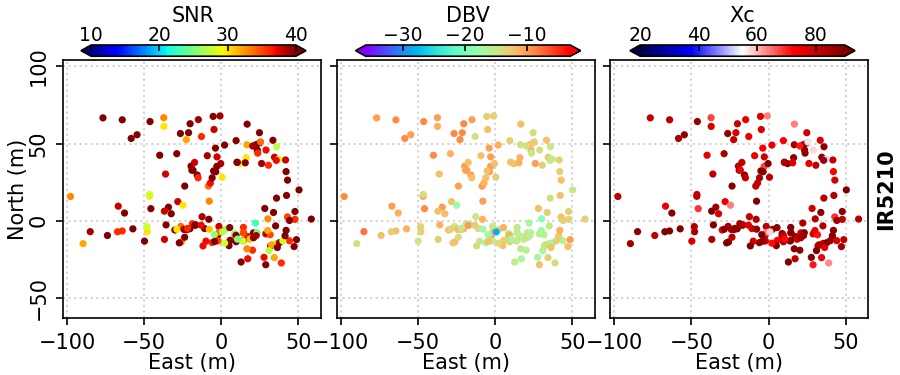 SNR DBV Xc
10 20 30 40 −30 −20 −10 20 40 60 80
100
50
0
−50
North (m)
IR5210
−100 −50 0 50 −100 −50 0 50 −100 −50 0 50
East (m) East (m) East (m)